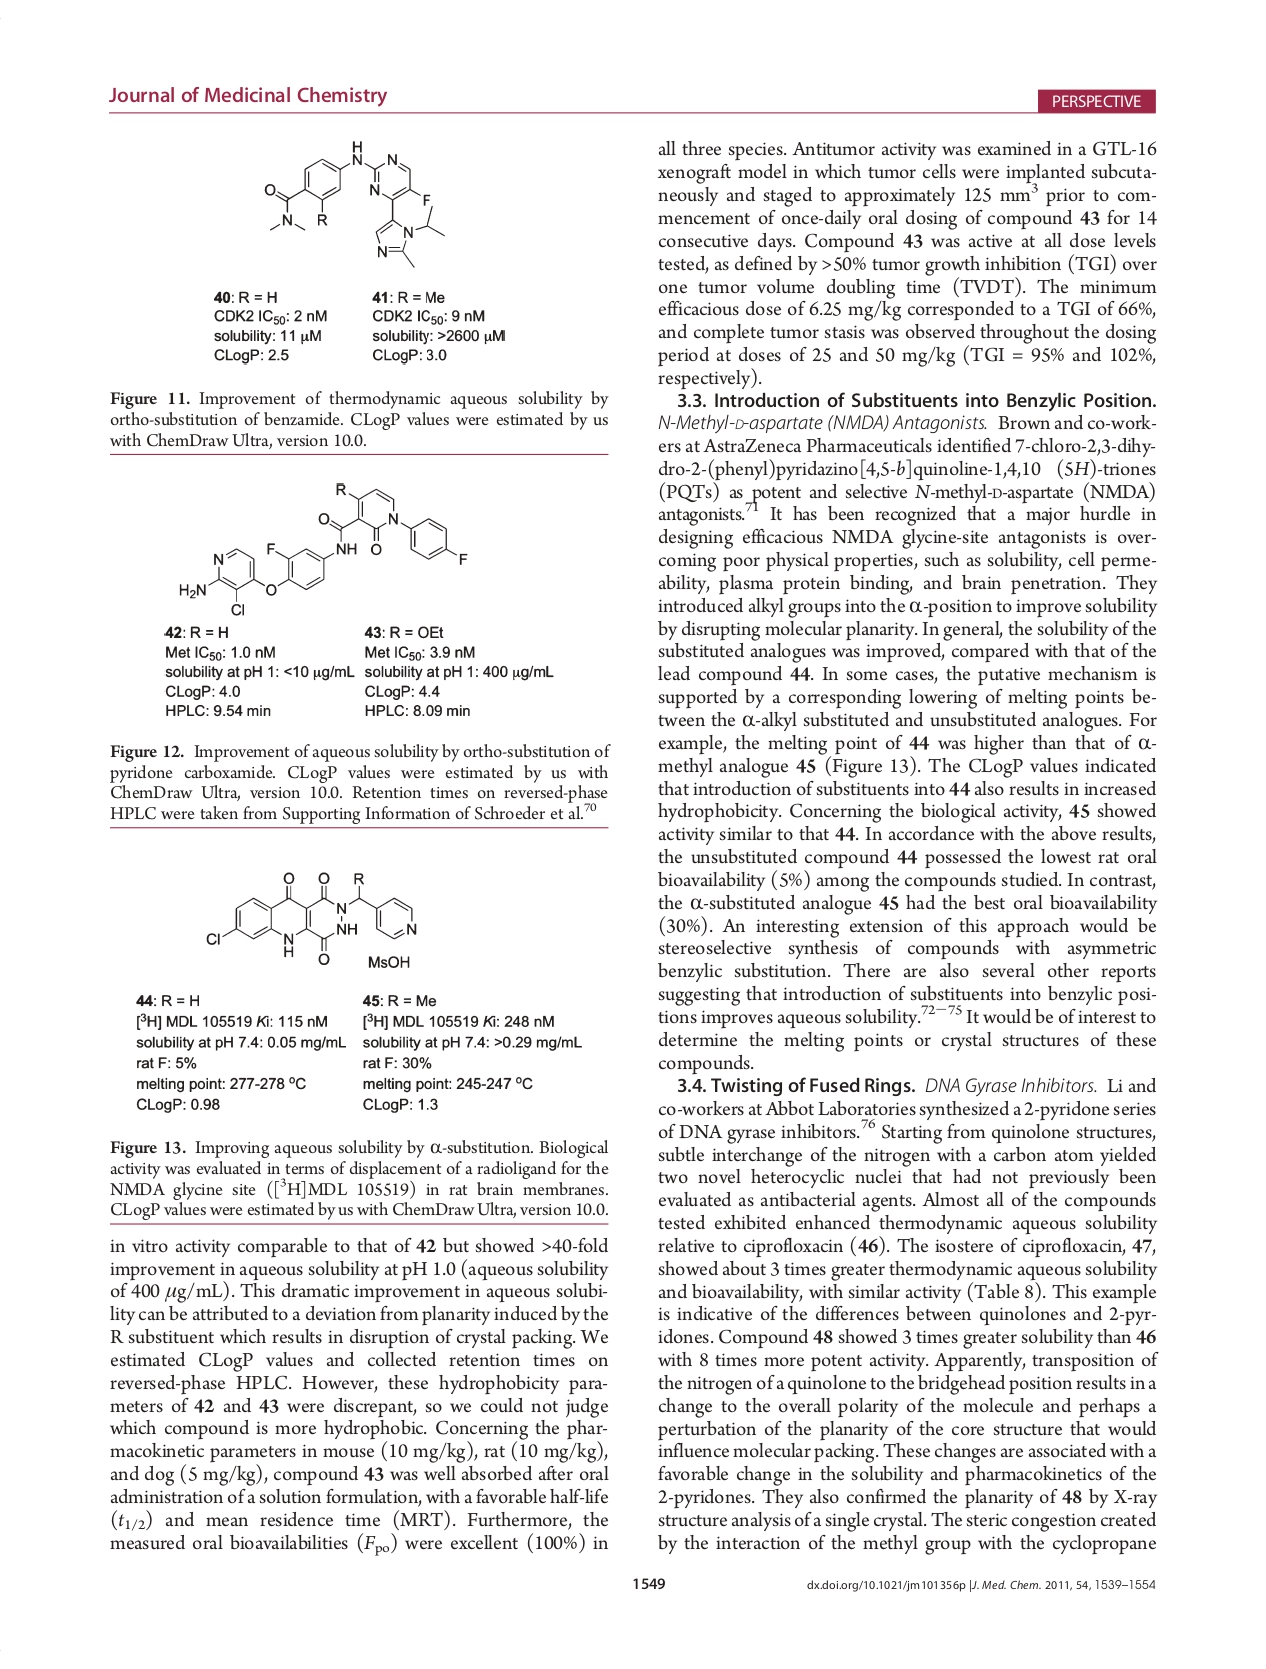 Journal of Medicinal Chemistry
PERSPECTIVE
H
N
N
N
O
N
R
F
N
N
40: R = H
CDK2 IC50: 2 nM
solubility: 11 μM
CLogP: 2.5
41: R = Me
CDK2 IC50: 9 nM
solubility: >2600 μM
CLogP: 3.0
Figure 11. Improvement of thermodynamic aqueous solubility by
ortho-substitution of benzamide. CLogP values were estimated by us
with ChemDraw Ultra, version 10.0.
R
O
N
F
NH
O
N
F
H2N
O
Cl
42: R = H
Met IC50: 1.0 nM
solubility at pH 1: <10 μg/mL
CLogP: 4.0
HPLC: 9.54 min
43: R = OEt
Met IC50: 3.9 nM
solubility at pH 1: 400 μg/mL
CLogP: 4.4
HPLC: 8.09 min
Figure 12. Improvement of aqueous solubility by ortho-substitution of
pyridone carboxamide. CLogP values were estimated by us with
ChemDraw Ultra, version 10.0. Retention times on reversed-phase
HPLC were taken from Supporting Information of Schroeder et al.70
O
O
R
N
NH
N
Cl
N
H
O
MsOH
44: R = H
[3H] MDL 105519 Ki: 115 nM
solubility at pH 7.4: 0.05 mg/mL
rat F: 5%
melting point: 277-278 oC
CLogP: 0.98
45: R = Me
[3H] MDL 105519 Ki: 248 nM
solubility at pH 7.4: >0.29 mg/mL
rat F: 30%
melting point: 245-247 oC
CLogP: 1.3
Figure 13. Improving aqueous solubility by α-substitution. Biological
activity was evaluated in terms of displacement of a radioligand for the
NMDA glycine site ([3H]MDL 105519) in rat brain membranes.
CLogP values were estimated by us with ChemDraw Ultra, version 10.0.
in vitro activity comparable to that of 42 but showed >40-fold
improvement in aqueous solubility at pH 1.0 (aqueous solubility
of 400 μg/mL). This dramatic improvement in aqueous solubi-
lity can be attributed to a deviation from planarity induced by the
R substituent which results in disruption of crystal packing. We
estimated CLogP values and collected retention times on
reversed-phase HPLC. However, these hydrophobicity para-
meters of 42 and 43 were discrepant, so we could not judge
which compound is more hydrophobic. Concerning the phar-
macokinetic parameters in mouse (10 mg/kg), rat (10 mg/kg),
and dog (5 mg/kg), compound 43 was well absorbed after oral
administration of a solution formulation, with a favorable half-life
(t1/2) and mean residence time (MRT). Furthermore, the
measured oral bioavailabilities (Fpo) were excellent (100%) in
all three species. Antitumor activity was examined in a GTL-16
xenograft model in which tumor cells were implanted subcuta-
neously and staged to approximately 125 mm3 prior to com-
mencement of once-daily oral dosing of compound 43 for 14
consecutive days. Compound 43 was active at all dose levels
tested, as defined by >50% tumor growth inhibition (TGI) over
one tumor volume doubling time (TVDT). The minimum
efficacious dose of 6.25 mg/kg corresponded to a TGI of 66%,
and complete tumor stasis was observed throughout the dosing
period at doses of 25 and 50 mg/kg (TGI = 95% and 102%,
respectively).
3.3. Introduction of Substituents into Benzylic Position.
N-Methyl-D-aspartate (NMDA) Antagonists. Brown and co-work-
ers at AstraZeneca Pharmaceuticals identified 7-chloro-2,3-dihy-
dro-2-(phenyl)pyridazino[4,5-b]quinoline-1,4,10 (5H)-triones
(PQTs) as potent and selective N-methyl-D-aspartate (NMDA)
antagonists.71 It has been recognized that a major hurdle in
designing efficacious NMDA glycine-site antagonists is over-
coming poor physical properties, such as solubility, cell perme-
ability, plasma protein binding, and brain penetration. They
introduced alkyl groups into the α-position to improve solubility
by disrupting molecular planarity. In general, the solubility of the
substituted analogues was improved, compared with that of the
lead compound 44. In some cases, the putative mechanism is
supported by a corresponding lowering of melting points be-
tween the α-alkyl substituted and unsubstituted analogues. For
example, the melting point of 44 was higher than that of α-
methyl analogue 45 (Figure 13). The CLogP values indicated
that introduction of substituents into 44 also results in increased
hydrophobicity. Concerning the biological activity, 45 showed
activity similar to that 44. In accordance with the above results,
the unsubstituted compound 44 possessed the lowest rat oral
bioavailability (5%) among the compounds studied. In contrast,
the α-substituted analogue 45 had the best oral bioavailability
(30%). An interesting extension of this approach would be
stereoselective synthesis of compounds with asymmetric
benzylic substitution. There are also several other reports
suggesting that introduction of substituents into benzylic posi-
tions improves aqueous solubility.72−75 It would be of interest to
determine the melting points or crystal structures of these
compounds.
3.4. Twisting of Fused Rings. DNA Gyrase Inhibitors. Li and
co-workers at Abbot Laboratories synthesized a 2-pyridone series
of DNA gyrase inhibitors.76 Starting from quinolone structures,
subtle interchange of the nitrogen with a carbon atom yielded
two novel heterocyclic nuclei that had not previously been
evaluated as antibacterial agents. Almost all of the compounds
tested exhibited enhanced thermodynamic aqueous solubility
relative to ciprofloxacin (46). The isostere of ciprofloxacin, 47,
showed about 3 times greater thermodynamic aqueous solubility
and bioavailability, with similar activity (Table 8). This example
is indicative of the differences between quinolones and 2-pyr-
idones. Compound 48 showed 3 times greater solubility than 46
with 8 times more potent activity. Apparently, transposition of
the nitrogen of a quinolone to the bridgehead position results in a
change to the overall polarity of the molecule and perhaps a
perturbation of the planarity of the core structure that would
influence molecular packing. These changes are associated with a
favorable change in the solubility and pharmacokinetics of the
2-pyridones. They also confirmed the planarity of 48 by X-ray
structure analysis of a single crystal. The steric congestion created
by the interaction of the methyl group with the cyclopropane
1549
dx.doi.org/10.1021/jm101356p |J. Med. Chem. 2011, 54, 1539–1554